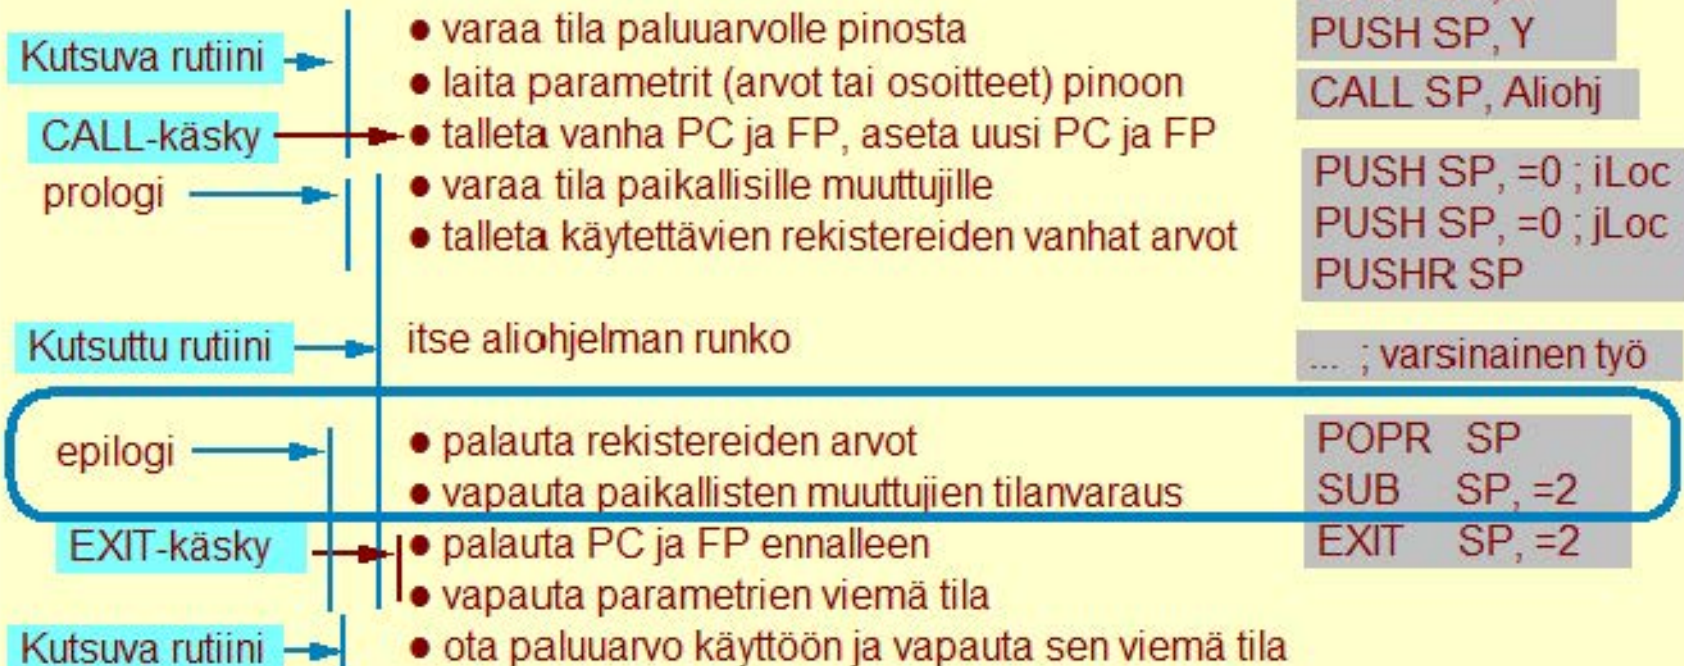 Kutsuva rutiini
• varaa tila paluuarvolle pinosta
PUSH SP, Y
• laita parametrit (arvot tai osoitteet) pinoon
CALL SP, Aliohj
CALL-käsky
• talleta vanha PC ja FP, aseta uusi PC ja FP
prologi
• varaa tila paikallisille muuttujille
PUSH SP, =0 ; iLoc
• talleta käytettävien rekistereiden vanhat arvot
PUSH SP, =0 ; jLoc
PUSHR SP
Kutsuttu rutiini
itse aliohjelman runko
... ; varsinainen työ
epilogi
• palauta rekistereiden arvot
POPR SP
• vapauta paikallisten muuttujien tilanvaraus
SUB SP, =2
EXIT-käsky
• palauta PC ja FP ennalleen
EXIT SP, =2
• vapauta parametrien viemä tila
Kutsuva rutiini
• ota paluuarvo käyttöön ja vapauta sen viemä tila